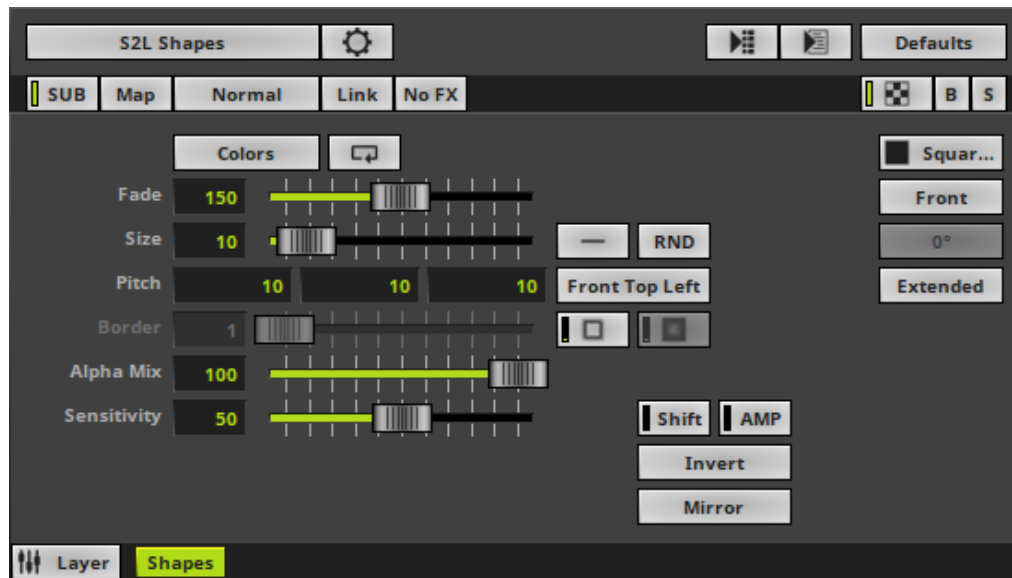 S2L Shapes Defaults
SUB Map Normal Link No FX B S
Colors Squar...
Fade 150 Front
Size 10 RND 0°
Pitch 10 10 10 Front Top Left Extended
Border 1
Alpha Mix 100
Sensitivity 50 Shift AMP
Invert
Mirror
Layer Shapes